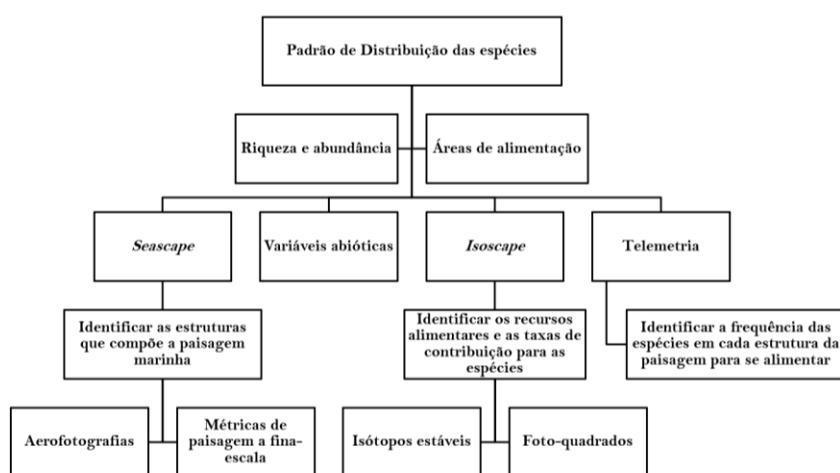 Padrão de Distribuição das espécies
Riqueza e abundância
Áreas de alimentação
Seascape
Variáveis abióticas
Isoscape
Telemetria
Identificar as estruturas
que compõe a paisagem
marinha
Identificar os recursos
alimentares e as taxas de
contribuição para as
espécies
Identificar a frequência das
espécies em cada estrutura da
paisagem para se alimentar
Aerofotografias
Métricas de
paisagem a fina-
escala
Isótopos estáveis
Foto-quadrados